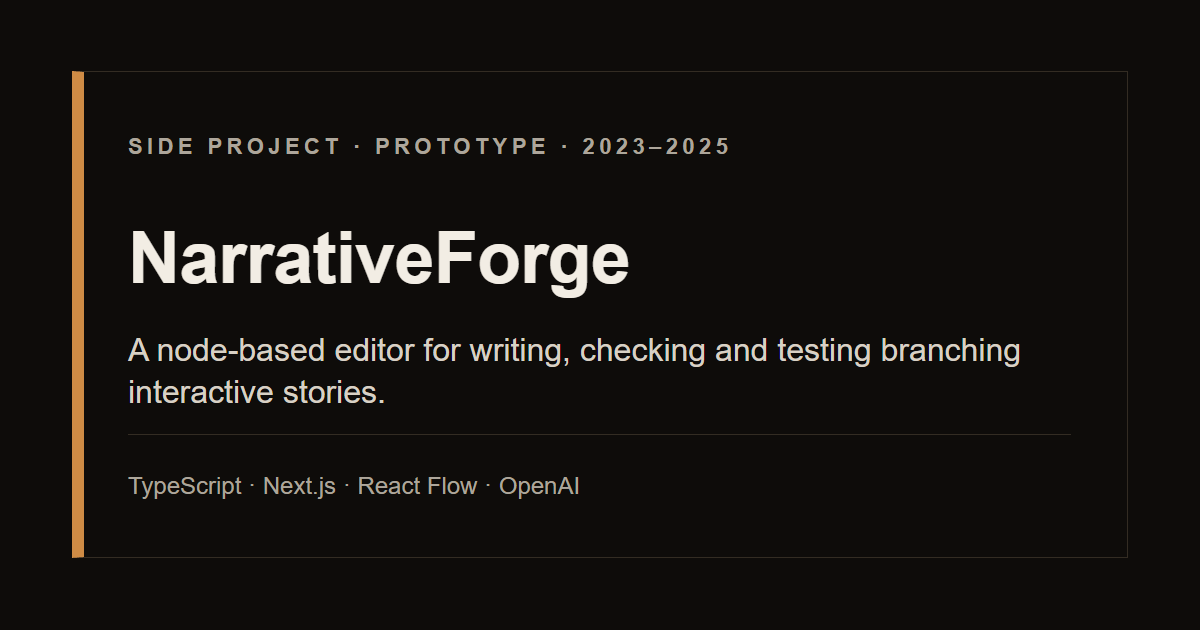 SIDE PROJECT · PROTOTYPE · 2023–2025
NarrativeForge
A node-based editor for writing, checking and testing branching
interactive stories.
TypeScript · Next.js · React Flow · OpenAI